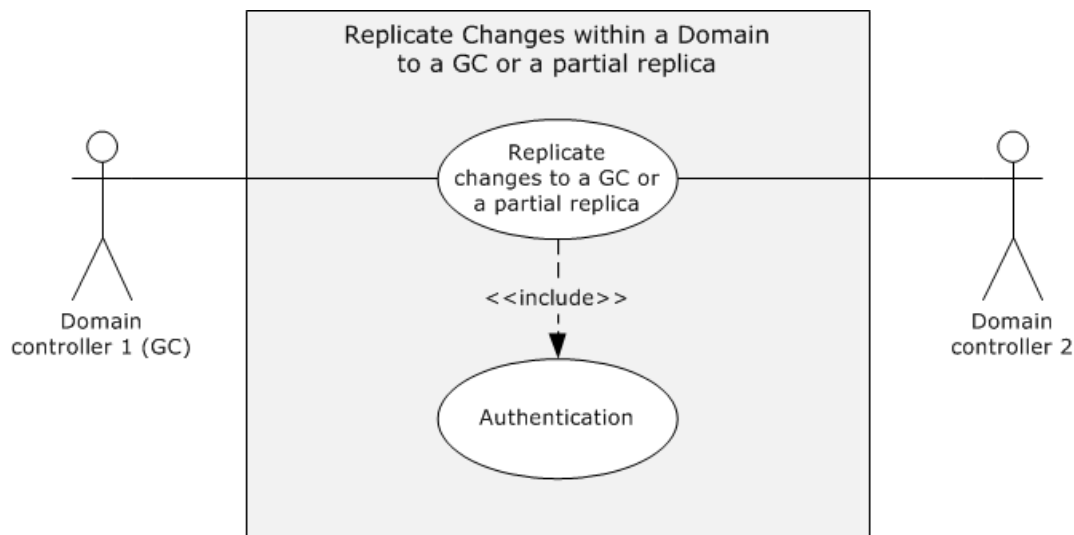 Replicate Changes within a Domain
to a GC or a partial replica
Replicate
changes to a GC or
a partial replica
<<include>>
Domain
controller 1 (GC)
Domain
controller 2
Authentication